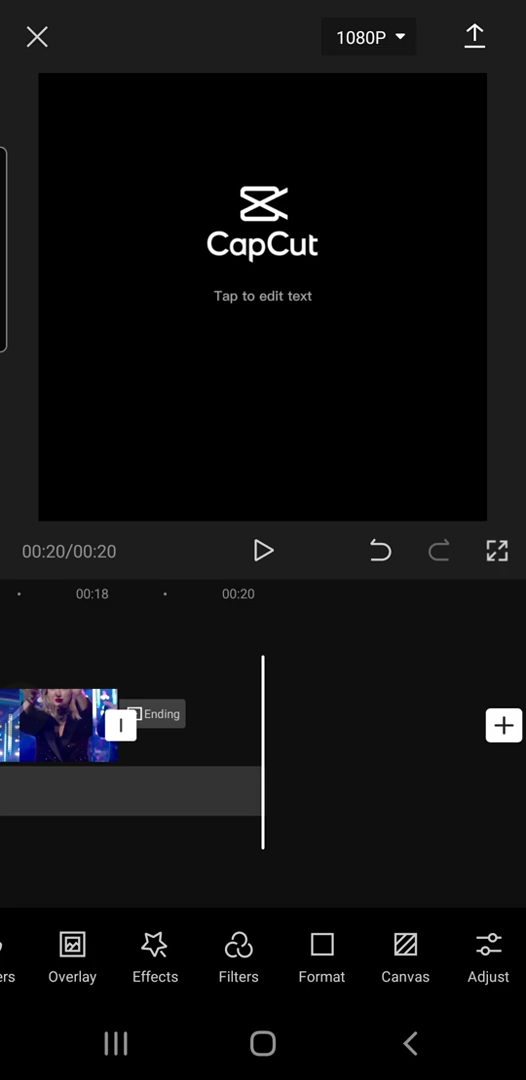 1080P
CapCut
Tap to edit text
00:20/00:20
00:18
00:20
Ending
ers
Overlay
Effects
Filters
Format
Canvas
Adjust